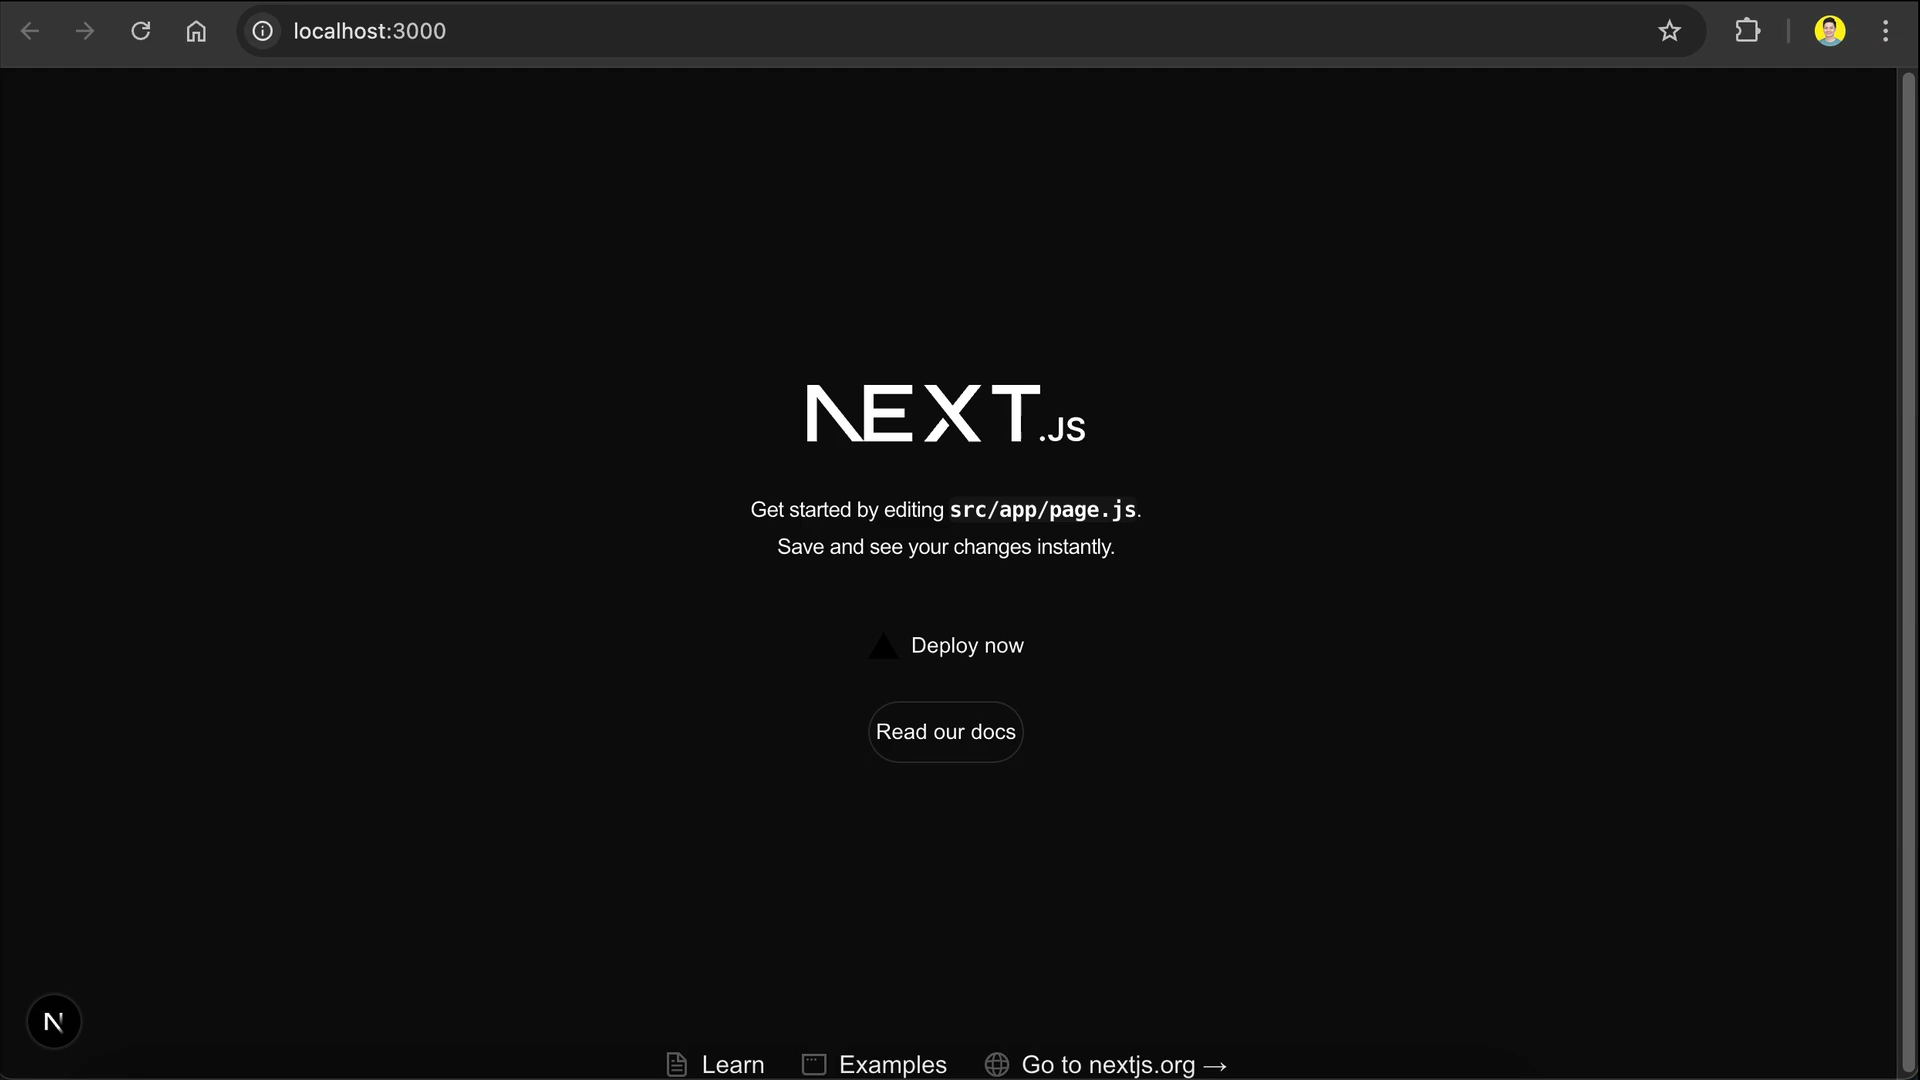 localhost:3000
NEXT.JS
Get started by editing src/app/page.js.
Save and see your changes instantly.
Deploy now
Read our docs
N
Learn
Examples
Go to nextjs.org →